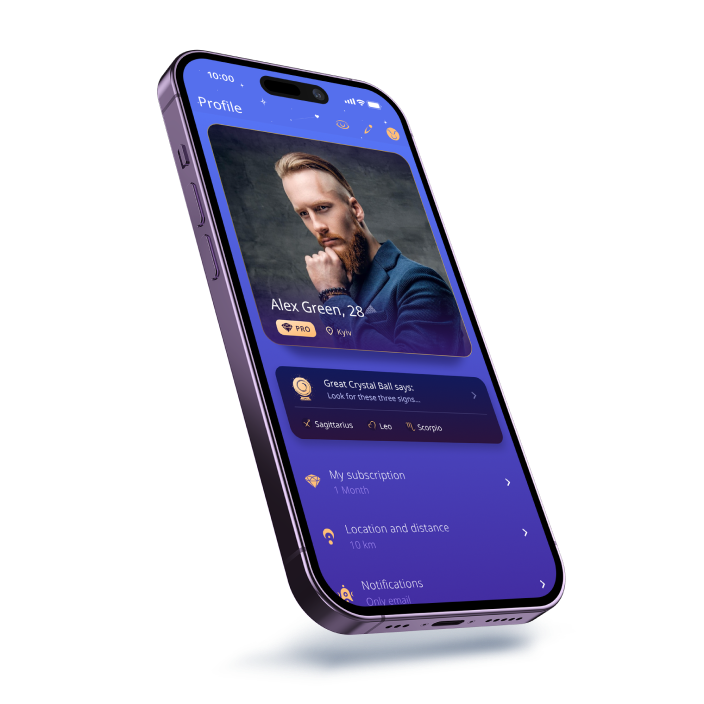 10:00
Profile
Alex Green, 28
PRO Kyiv
Great Crystal Ball says:
Look for these three signs...
Sagittarius Leo Scorpio
My subscription
1 Month
Location and distance
10 km
Notifications
Only email